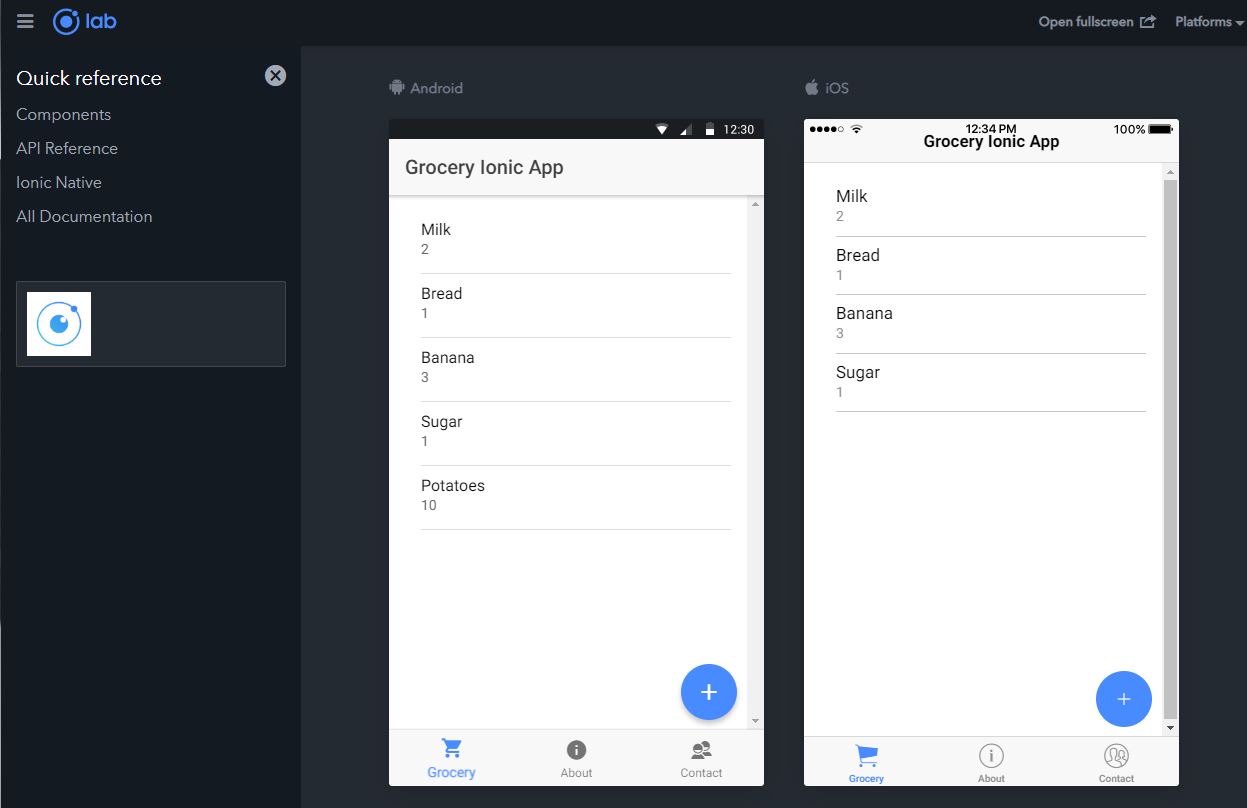 lab
Open fullscreen
Platforms
Quick reference
Components
API Reference
Ionic Native
All Documentation
Android
12:30
Grocery Ionic App
Milk
2
Bread
1
Banana
3
Sugar
1
Potatoes
10
+
Grocery
About
Contact
iOS
12:34 PM
100%
Grocery Ionic App
Milk
2
Bread
1
Banana
3
Sugar
1
+
Grocery
About
Contact